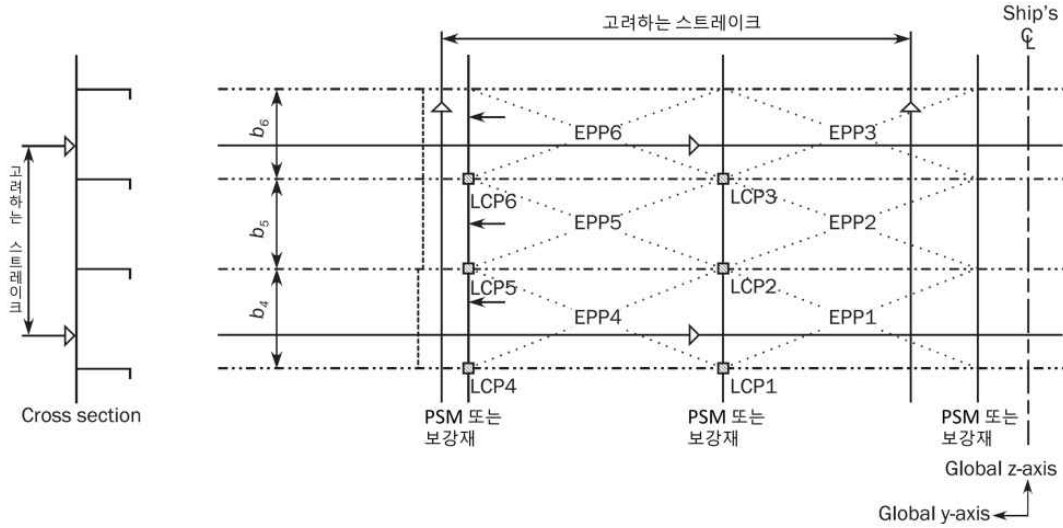 고려하는 스트레이크
Ship's
℄
고려하는 스트레이크
b6
b5
b4
EPP6
EPP3
LCP6
LCP3
EPP5
EPP2
LCP5
LCP2
EPP4
EPP1
LCP4
LCP1
Cross section
PSM 또는
보강재
PSM 또는
보강재
PSM 또는
보강재
Global z-axis
Global y-axis